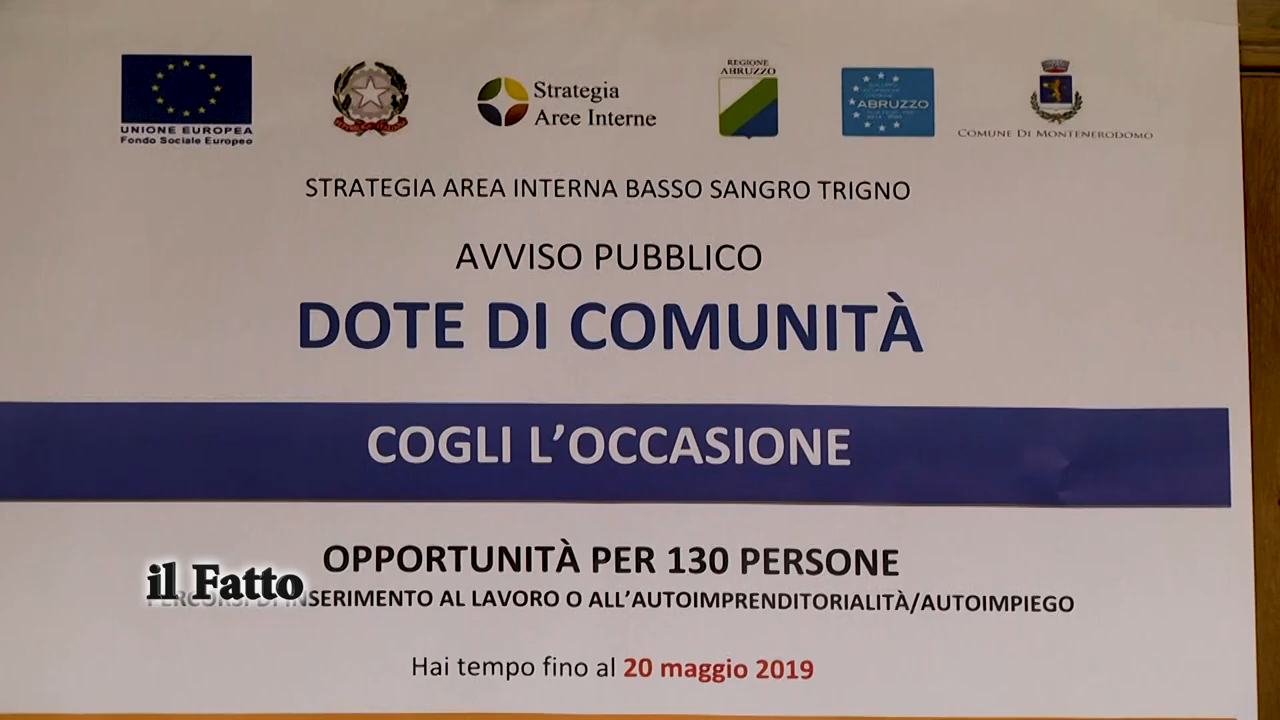 UNIONE EUROPEA
Fondo Sociale Europeo
Strategia
Aree Interne
REGIONE
ABRUZZO
ABRUZZO
COMUNE DI MONTENERODOMO
STRATEGIA AREA INTERNA BASSO SANGRO TRIGNO
AVVISO PUBBLICO
DOTE DI COMUNITÀ
COGLI L'OCCASIONE
OPPORTUNITÀ PER 130 PERSONE
il Fatto
PERCORSI DI INSERIMENTO AL LAVORO O ALL'AUTOIMPRENDITORIALITÀ/AUTOIMPIEGO
Hai tempo fino al 20 maggio 2019